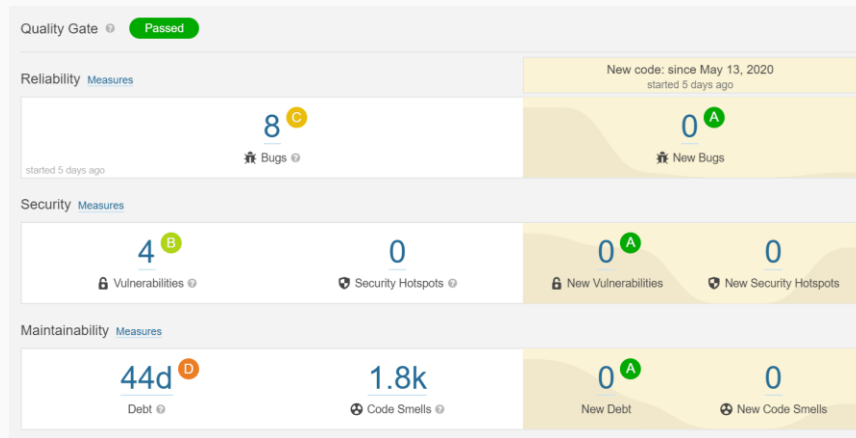 Quality Gate ? Passed
New code: since May 13, 2020
started 5 days ago
Reliability Measures
8 C
Bugs ?
started 5 days ago
0 A
New Bugs
Security Measures
4 B
Vulnerabilities ?
0
Security Hotspots ?
0 A
New Vulnerabilities
0
New Security Hotspots
Maintainability Measures
44d D
Debt ?
1.8k
Code Smells ?
0 A
New Debt
0
New Code Smells